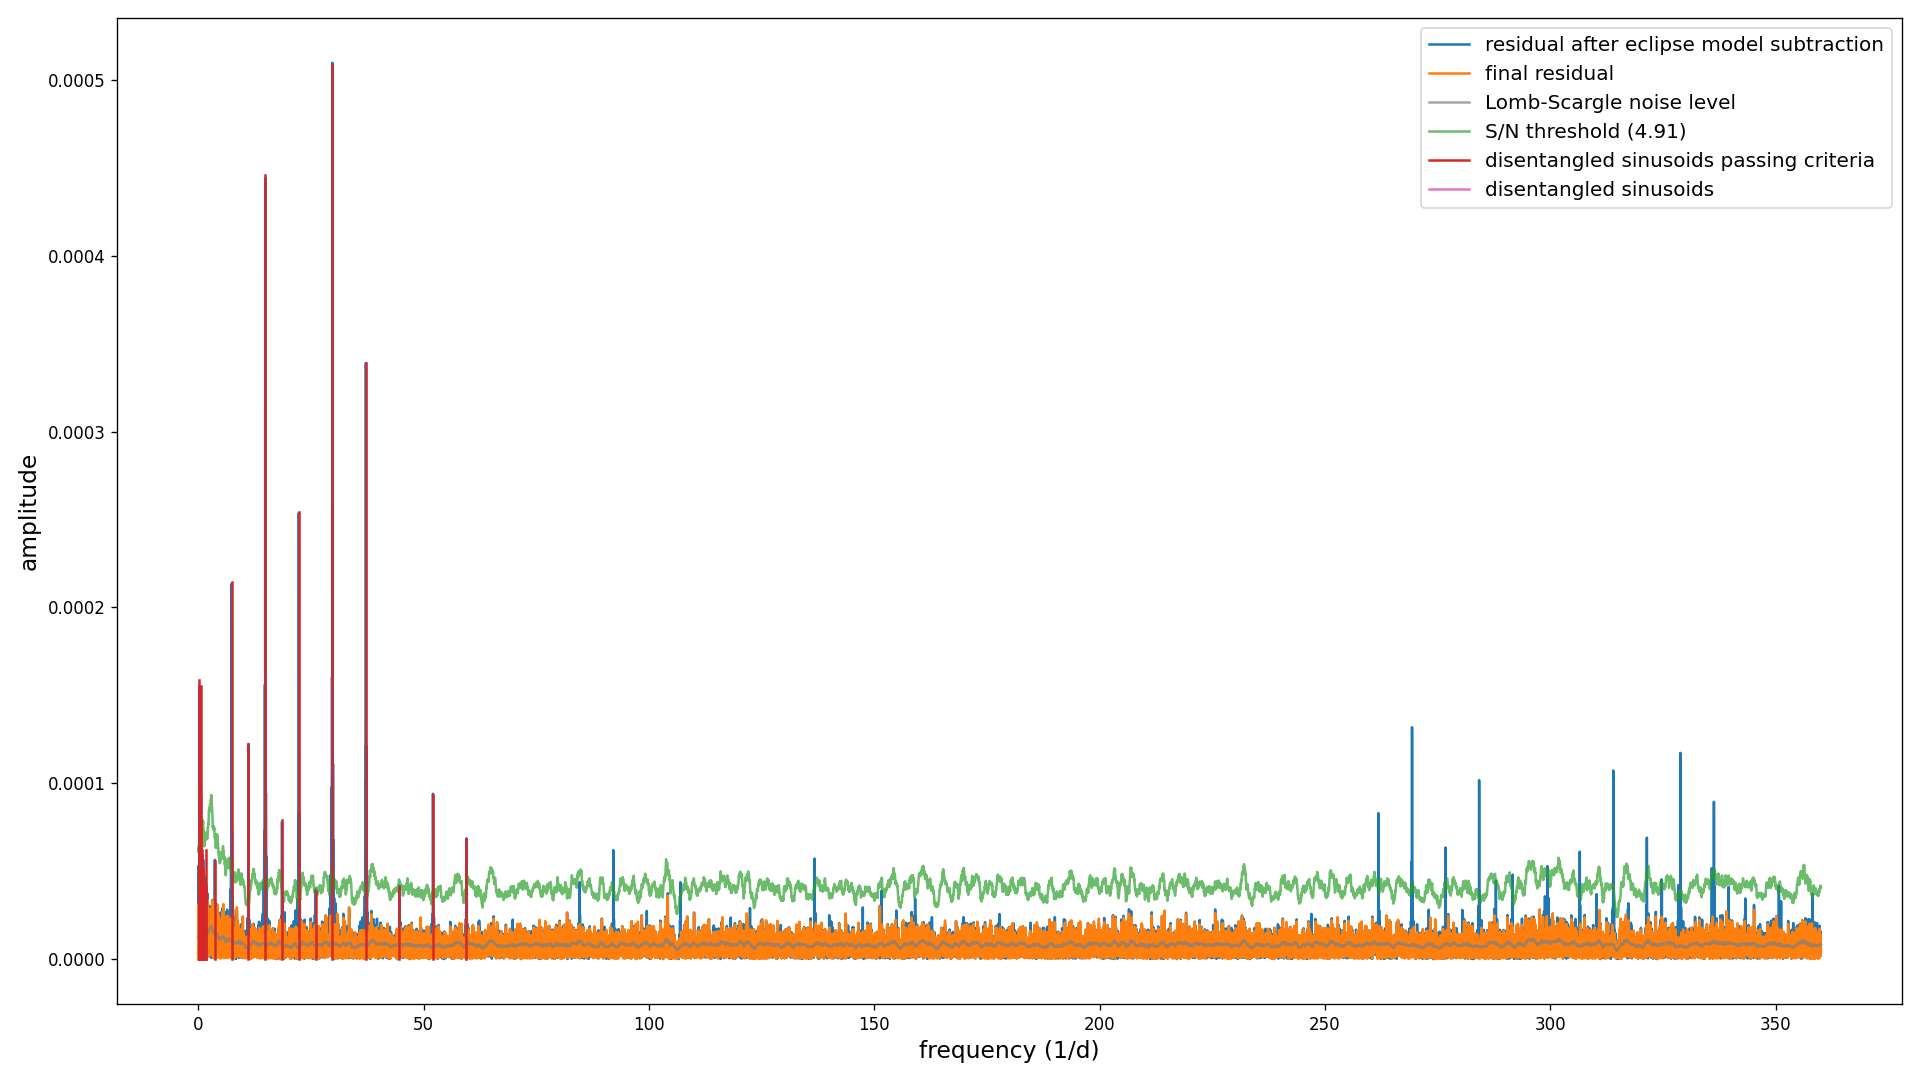 residual after eclipse model subtraction
final residual
Lomb-Scargle noise level
S/N threshold (4.91)
disentangled sinusoids passing criteria
disentangled sinusoids
amplitude
0.0005
0.0004
0.0003
0.0002
0.0001
0.0000
0 50 100 150 200 250 300 350
frequency (1/d)